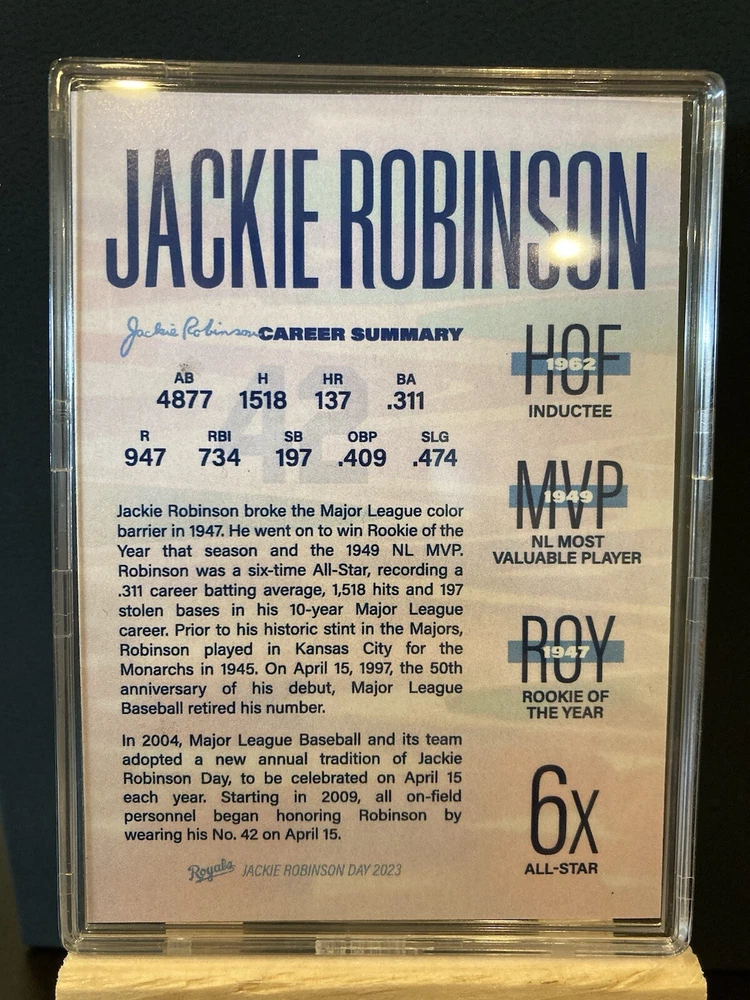 JACKIE ROBINSON
Jackie Robinson CAREER SUMMARY
AB H HR BA
4877 1518 137 .311
R RBI SB OBP SLG
947 734 197 .409 .474
42
Jackie Robinson broke the Major League color
barrier in 1947. He went on to win Rookie of the
Year that season and the 1949 NL MVP.
Robinson was a six-time All-Star, recording a
.311 career batting average, 1,518 hits and 197
stolen bases in his 10-year Major League
career. Prior to his historic stint in the Majors,
Robinson played in Kansas City for the
Monarchs in 1945. On April 15, 1997, the 50th
anniversary of his debut, Major League
Baseball retired his number.
In 2004, Major League Baseball and its team
adopted a new annual tradition of Jackie
Robinson Day, to be celebrated on April 15
each year. Starting in 2009, all on-field
personnel began honoring Robinson by
wearing his No. 42 on April 15.
Royals JACKIE ROBINSON DAY 2023
HOF
1962
INDUCTEE
MVP
1949
NL MOST
VALUABLE PLAYER
ROY
1947
ROOKIE OF
THE YEAR
6X
ALL-STAR